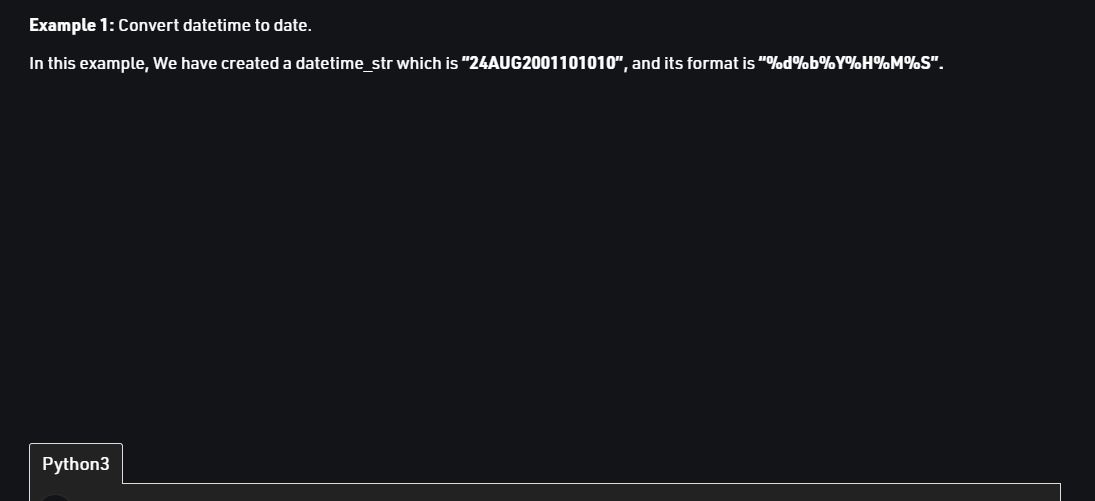 Example 1: Convert datetime to date.
In this example, We have created a datetime_str which is “24AUG2001101010”, and its format is “%d%b%Y%H%M%S”.
Python3